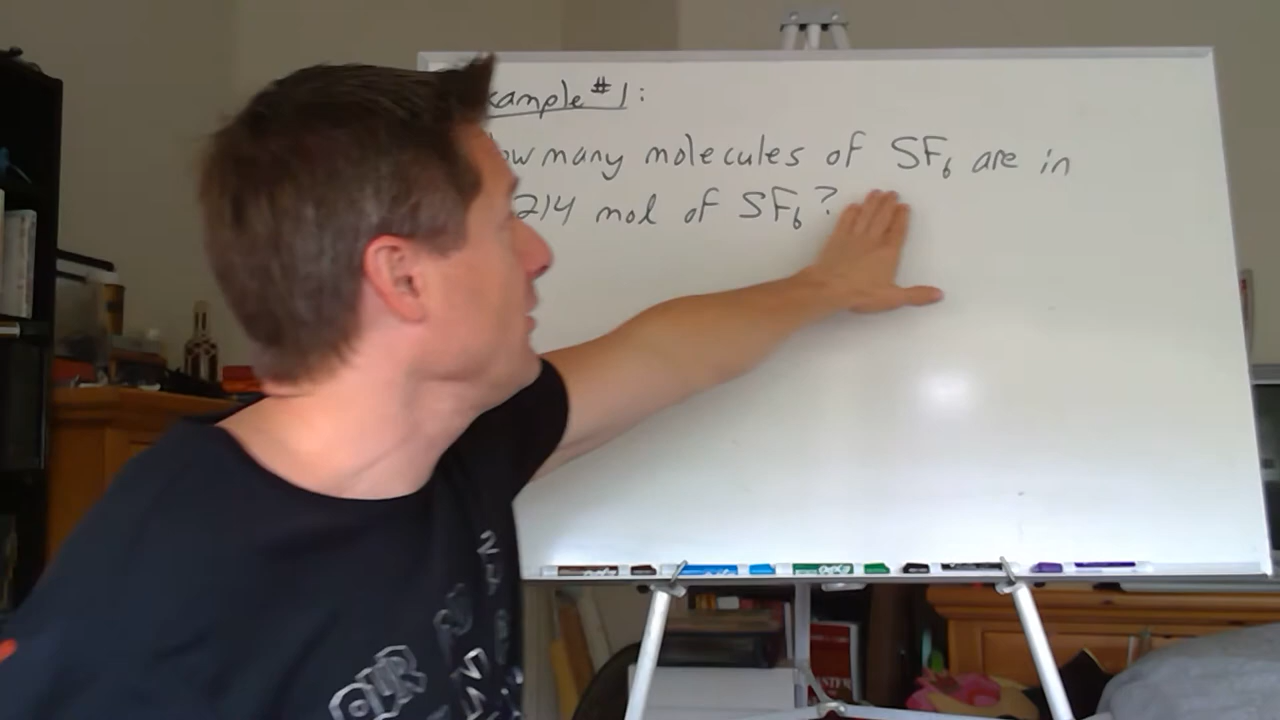 xample #1:
ow many molecules of SF6 are in
214 mol of SF6?